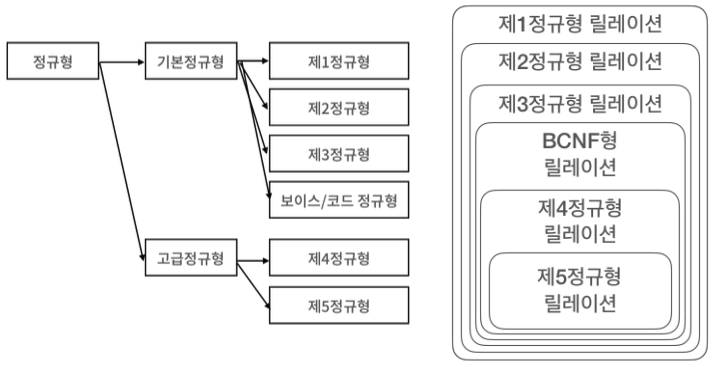 정규형
기본정규형
제1정규형
제2정규형
제3정규형
보이스/코드 정규형
고급정규형
제4정규형
제5정규형
제1정규형 릴레이션
제2정규형 릴레이션
제3정규형 릴레이션
BCNF형
릴레이션
제4정규형
릴레이션
제5정규형
릴레이션